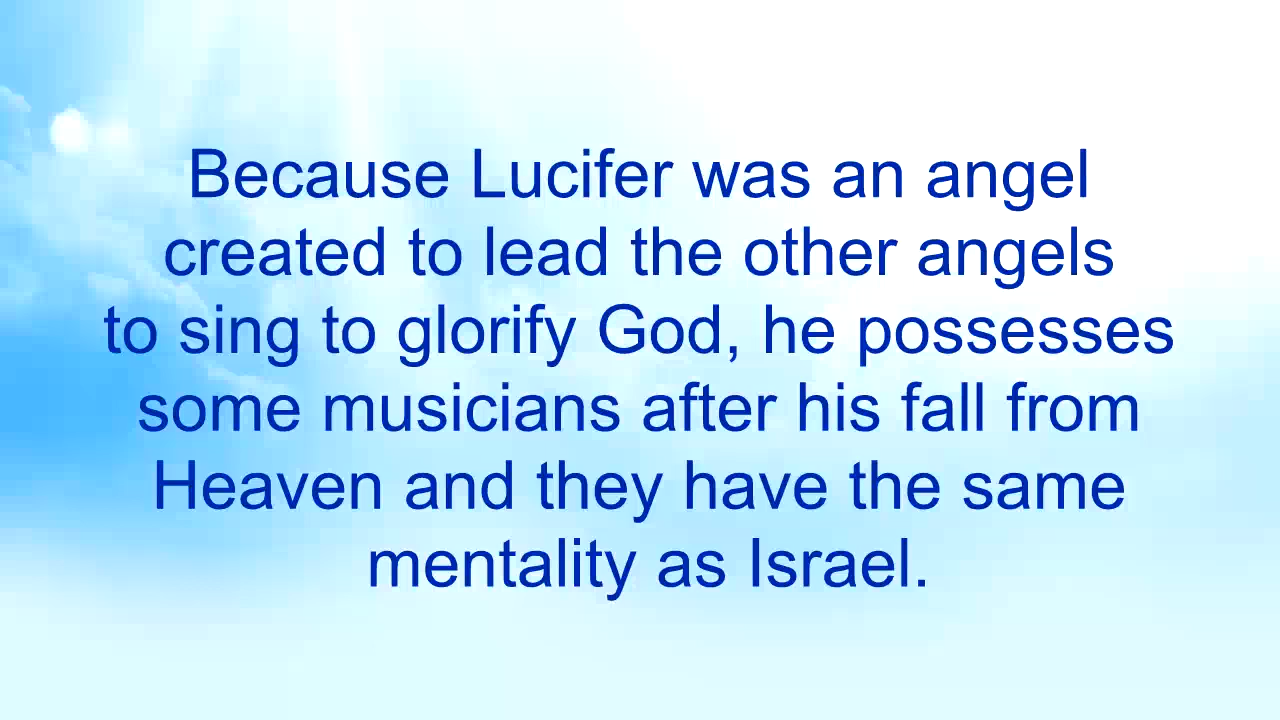 Because Lucifer was an angel
created to lead the other angels
to sing to glorify God, he possesses
some musicians after his fall from
Heaven and they have the same
mentality as Israel.